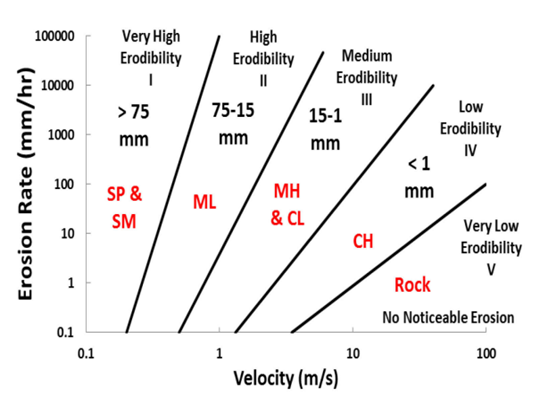 Erosion Rate (mm/hr)
100000
10000
1000
100
10
1
0.1
Very High
Erodibility
I
> 75
mm
SP &
SM
High
Erodibility
II
75-15
mm
ML
Medium
Erodibility
III
15-1
mm
MH
& CL
Low
Erodibility
IV
< 1
mm
CH
Very Low
Erodibility
V
Rock
No Noticeable Erosion
0.1
1
10
100
Velocity (m/s)